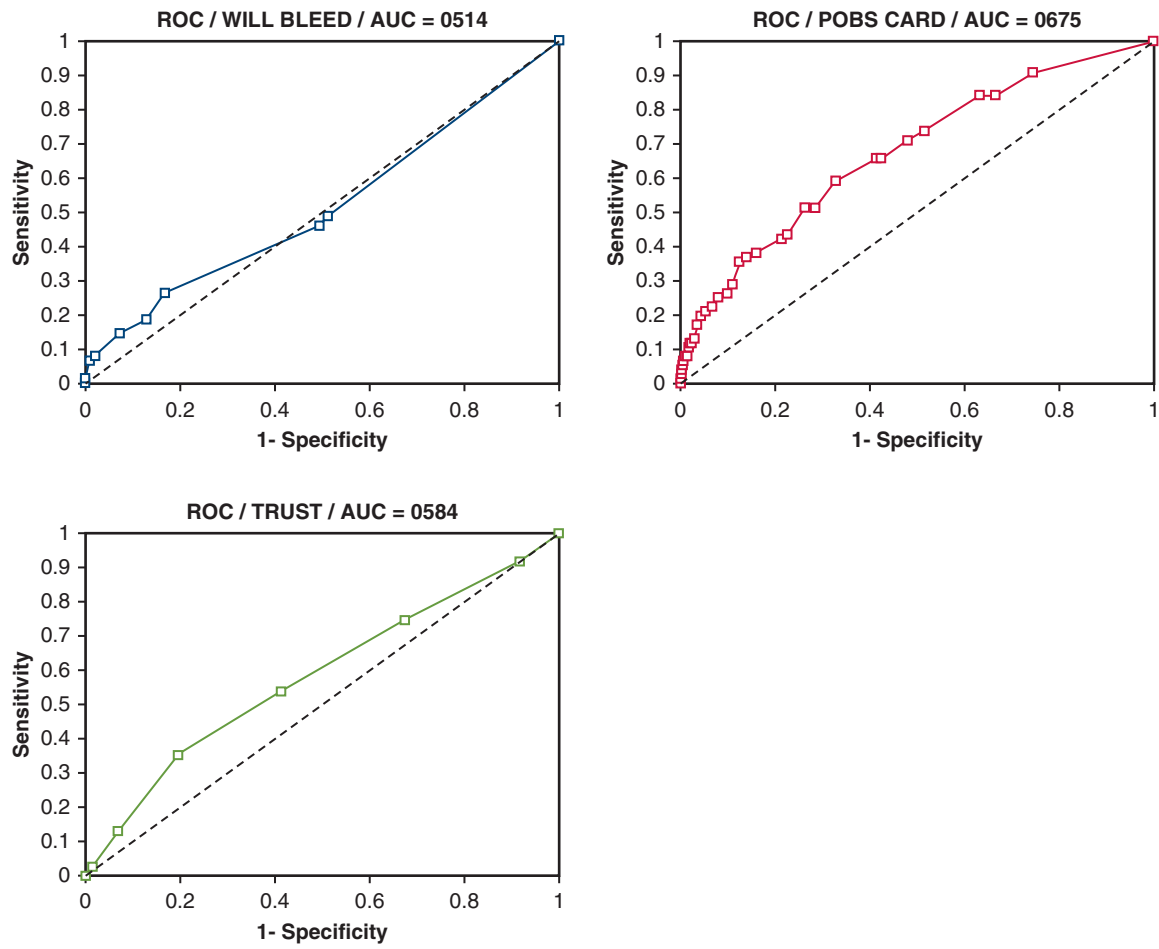 ROC / WILL BLEED / AUC = 0514
1
0.9
0.8
0.7
0.6
0.5
0.4
0.3
0.2
0.1
0
Sensitivity
0 0.2 0.4 0.6 0.8 1
1- Specificity
ROC / POBS CARD / AUC = 0675
1
0.9
0.8
0.7
0.6
0.5
0.4
0.3
0.2
0.1
0
Sensitivity
0 0.2 0.4 0.6 0.8 1
1- Specificity
ROC / TRUST / AUC = 0584
1
0.9
0.8
0.7
0.6
0.5
0.4
0.3
0.2
0.1
0
Sensitivity
0 0.2 0.4 0.6 0.8 1
1- Specificity